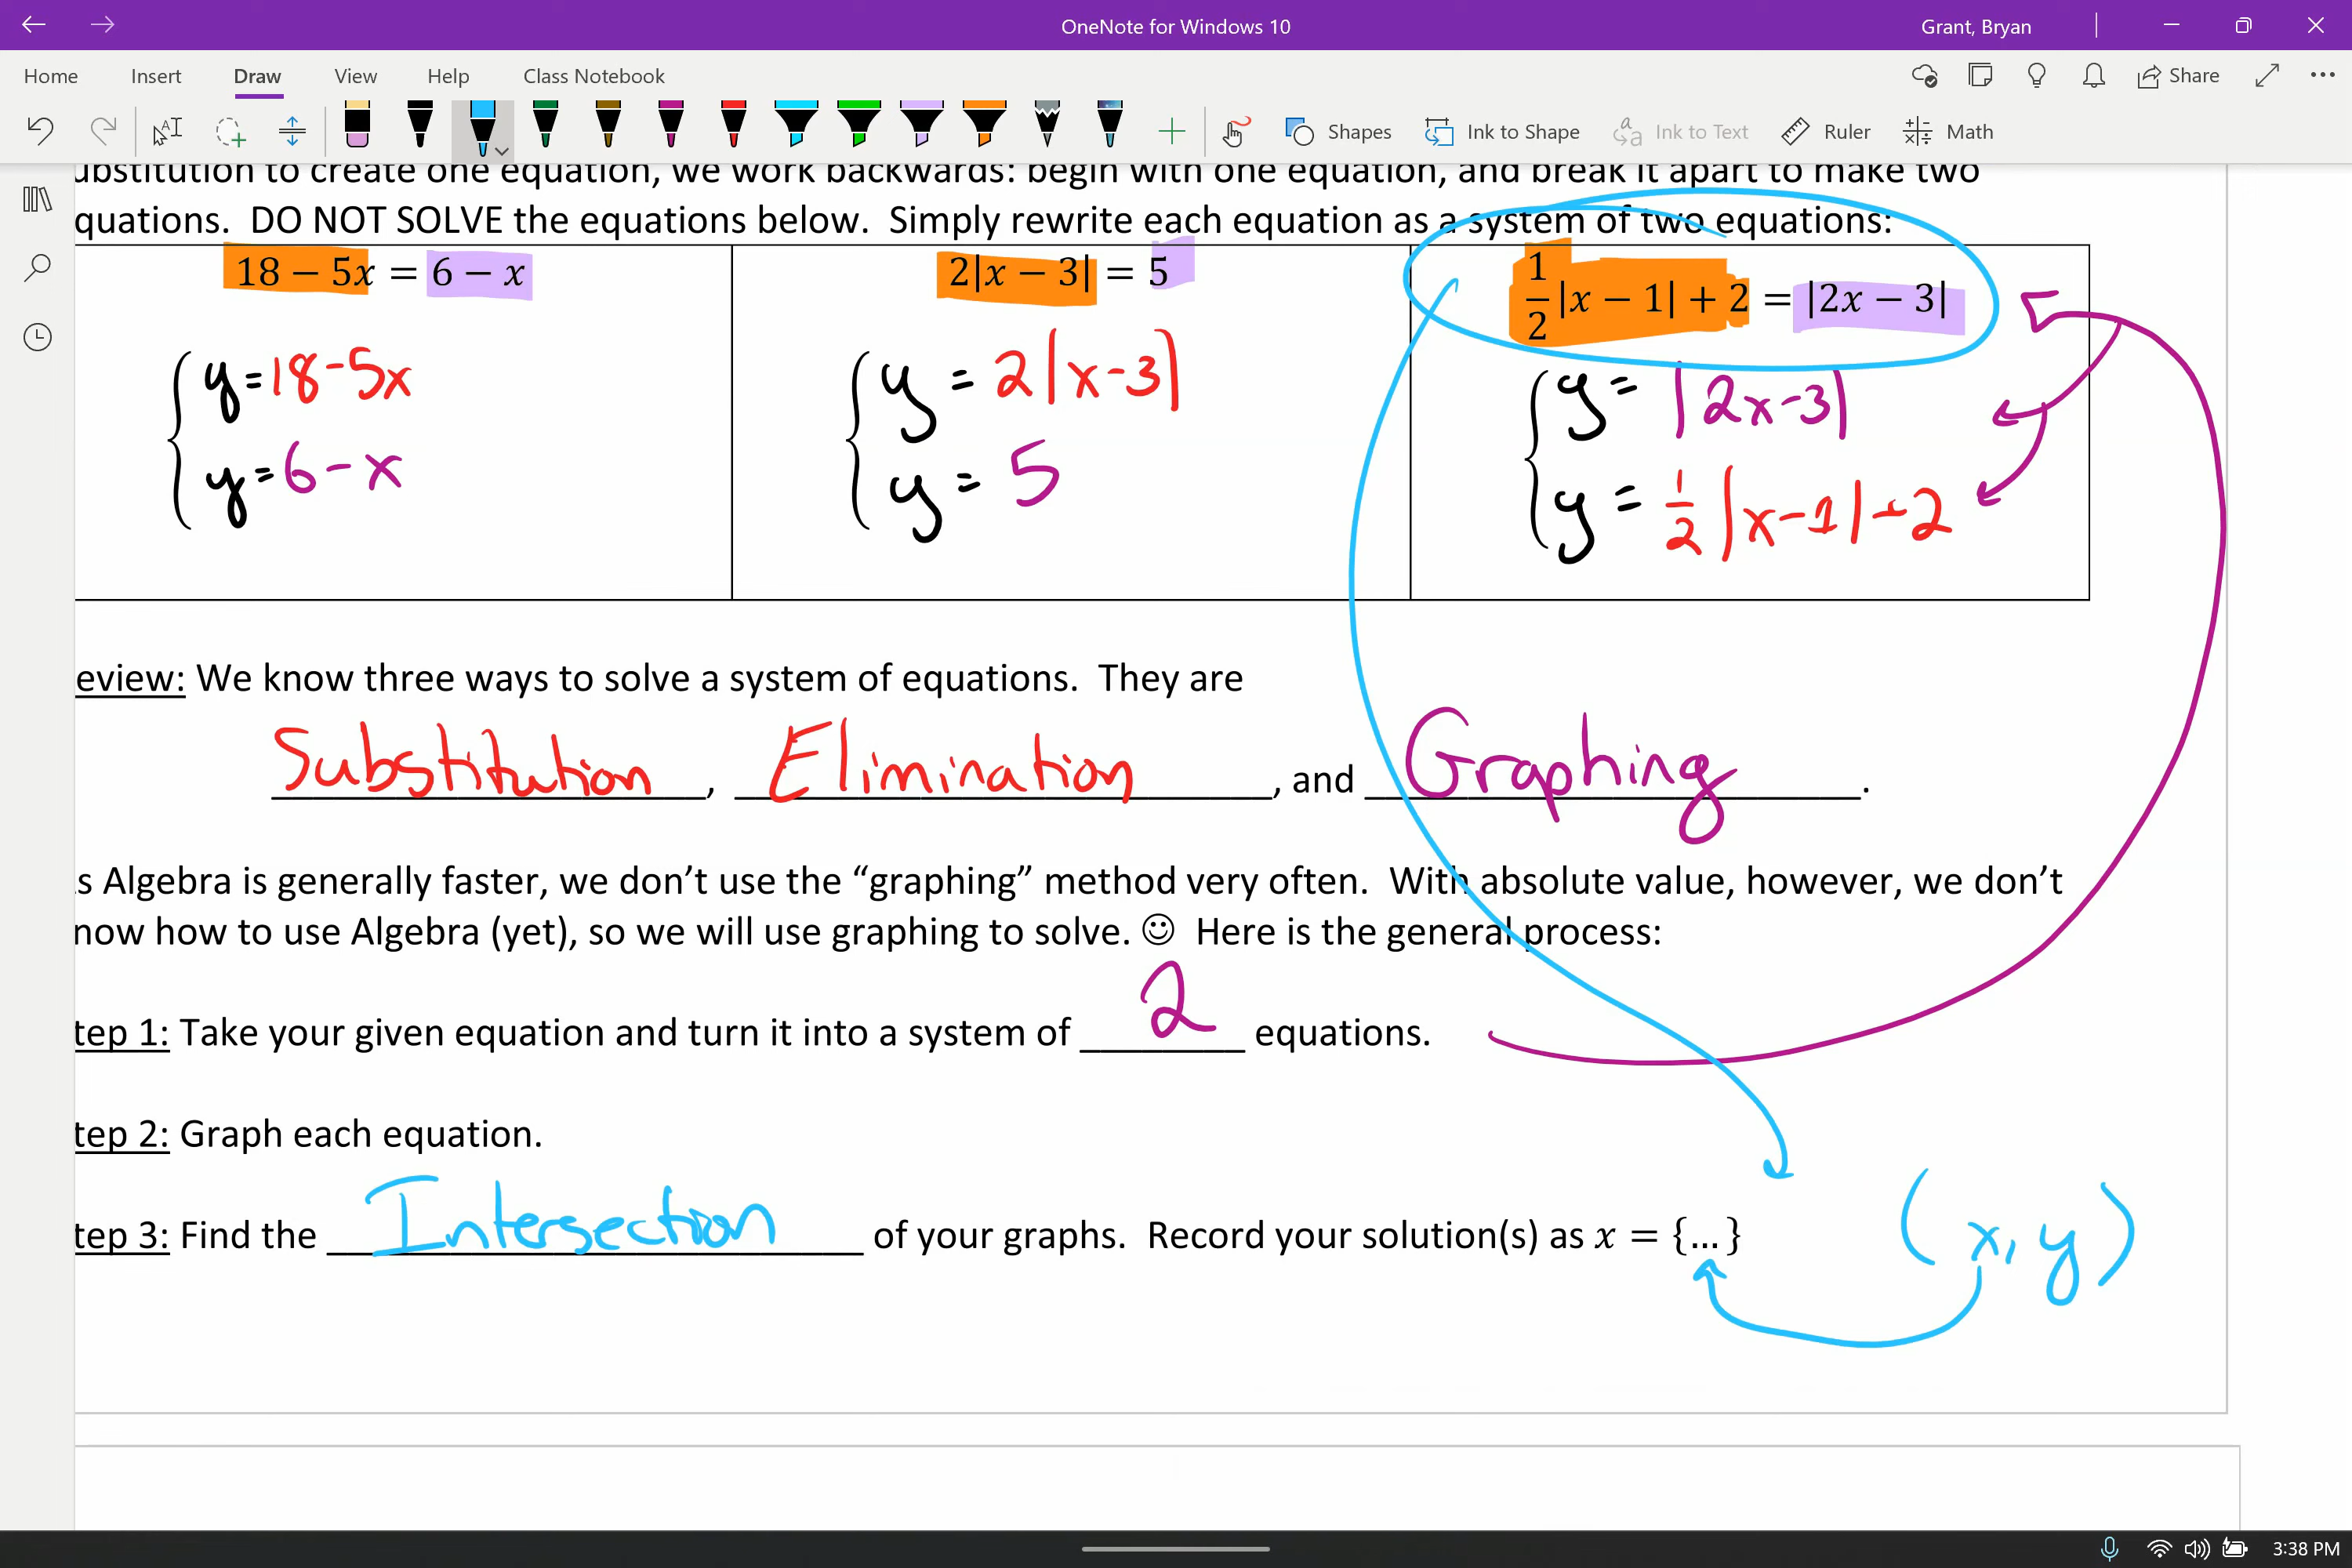 OneNote for Windows 10
Grant, Bryan
Home Insert Draw View Help Class Notebook Share
Shapes Ink to Shape Ink to Text Ruler Math
ubstitution to create one equation, we work backwards: begin with one equation, and break it apart to make two
quations. DO NOT SOLVE the equations below. Simply rewrite each equation as a system of two equations:
18 − 5x = 6 − x
y = 18 - 5x
y = 6 - x
2|x − 3| = 5
y = 2|x-3|
y = 5
1/2|x − 1| + 2 = |2x − 3|
y = |2x-3|
y = 1/2|x-1|+2
eview: We know three ways to solve a system of equations. They are
Substitution, Elimination, and Graphing.
s Algebra is generally faster, we don’t use the “graphing” method very often. With absolute value, however, we don’t
now how to use Algebra (yet), so we will use graphing to solve. ☺ Here is the general process:
tep 1: Take your given equation and turn it into a system of 2 equations.
tep 2: Graph each equation.
tep 3: Find the Intersection of your graphs. Record your solution(s) as x = {…}
(x, y)
3:38 PM